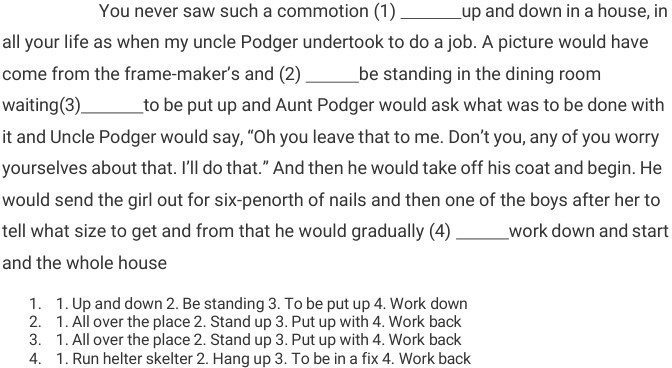 You never saw such a commotion (1) _______up and down in a house, in
all your life as when my uncle Podger undertook to do a job. A picture would have
come from the frame-maker's and (2) ______be standing in the dining room
waiting(3)_______to be put up and Aunt Podger would ask what was to be done with
it and Uncle Podger would say, “Oh you leave that to me. Don't you, any of you worry
yourselves about that. I'll do that.” And then he would take off his coat and begin. He
would send the girl out for six-penorth of nails and then one of the boys after her to
tell what size to get and from that he would gradually (4) ______work down and start
and the whole house
1. 1. Up and down 2. Be standing 3. To be put up 4. Work down
2. 1. All over the place 2. Stand up 3. Put up with 4. Work back
3. 1. All over the place 2. Stand up 3. Put up with 4. Work back
4. 1. Run helter skelter 2. Hang up 3. To be in a fix 4. Work back